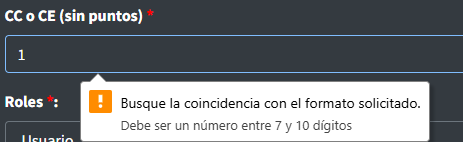 CC o CE (sin puntos) *
1
Busque la coincidencia con el formato solicitado.
Debe ser un número entre 7 y 10 dígitos
Roles *:
Usuario